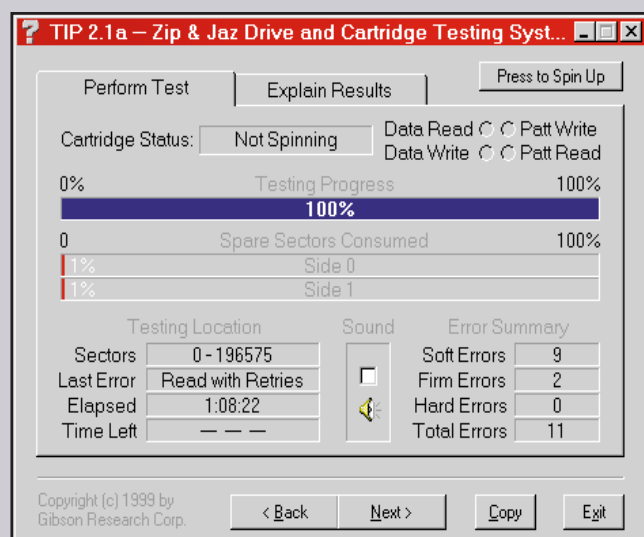 TIP 2.1a – Zip & Jaz Drive and Cartridge Testing Syst...
Perform Test
Explain Results
Press to Spin Up
Cartridge Status: Not Spinning
Data Read Patt Write
Data Write Patt Read
0% Testing Progress 100%
100%
0 Spare Sectors Consumed 100%
1% Side 0
1% Side 1
Testing Location Sound Error Summary
Sectors 0 - 196575 Soft Errors 9
Last Error Read with Retries Firm Errors 2
Elapsed 1:08:22 Hard Errors 0
Time Left — — — Total Errors 11
Copyright (c) 1999 by
Gibson Research Corp.
< Back Next > Copy Exit